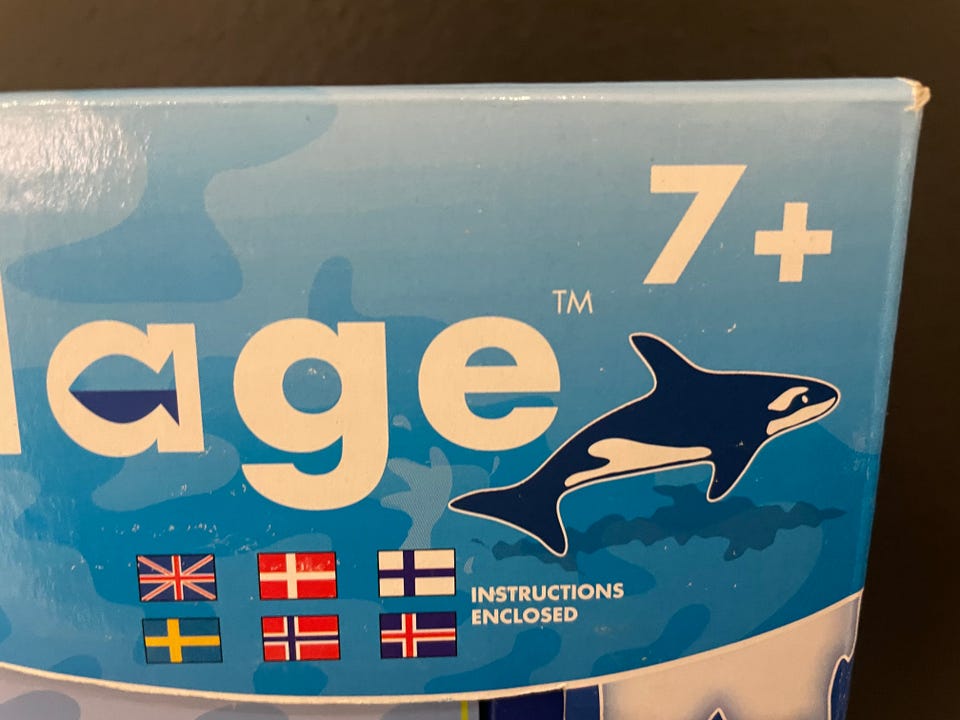 7+
lage™
INSTRUCTIONS
ENCLOSED